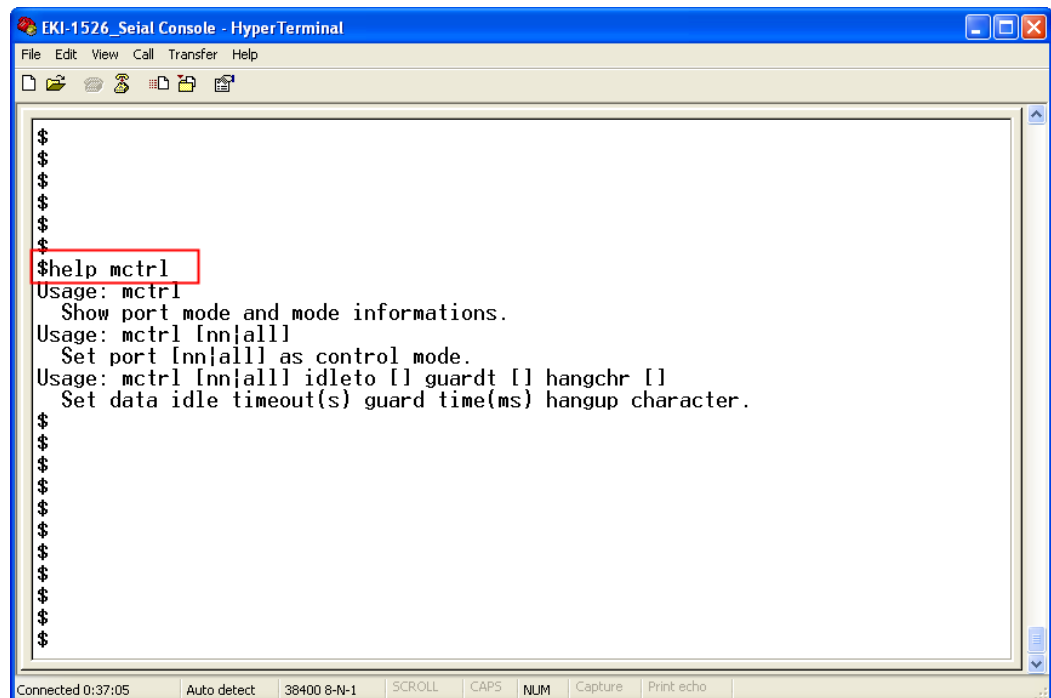 EKI-1526_Seial Console - HyperTerminal
File Edit View Call Transfer Help
$
$
$
$
$
$
$help mctrl
Usage: mctrl
Show port mode and mode informations.
Usage: mctrl [nn|all]
Set port [nn|all] as control mode.
Usage: mctrl [nn|all] idleto [] guardt [] hangchr []
Set data idle timeout(s) guard time(ms) hangup character.
$
$
$
$
$
$
$
$
$
$
$
Connected 0:37:05 Auto detect 38400 8-N-1 SCROLL CAPS NUM Capture Print echo